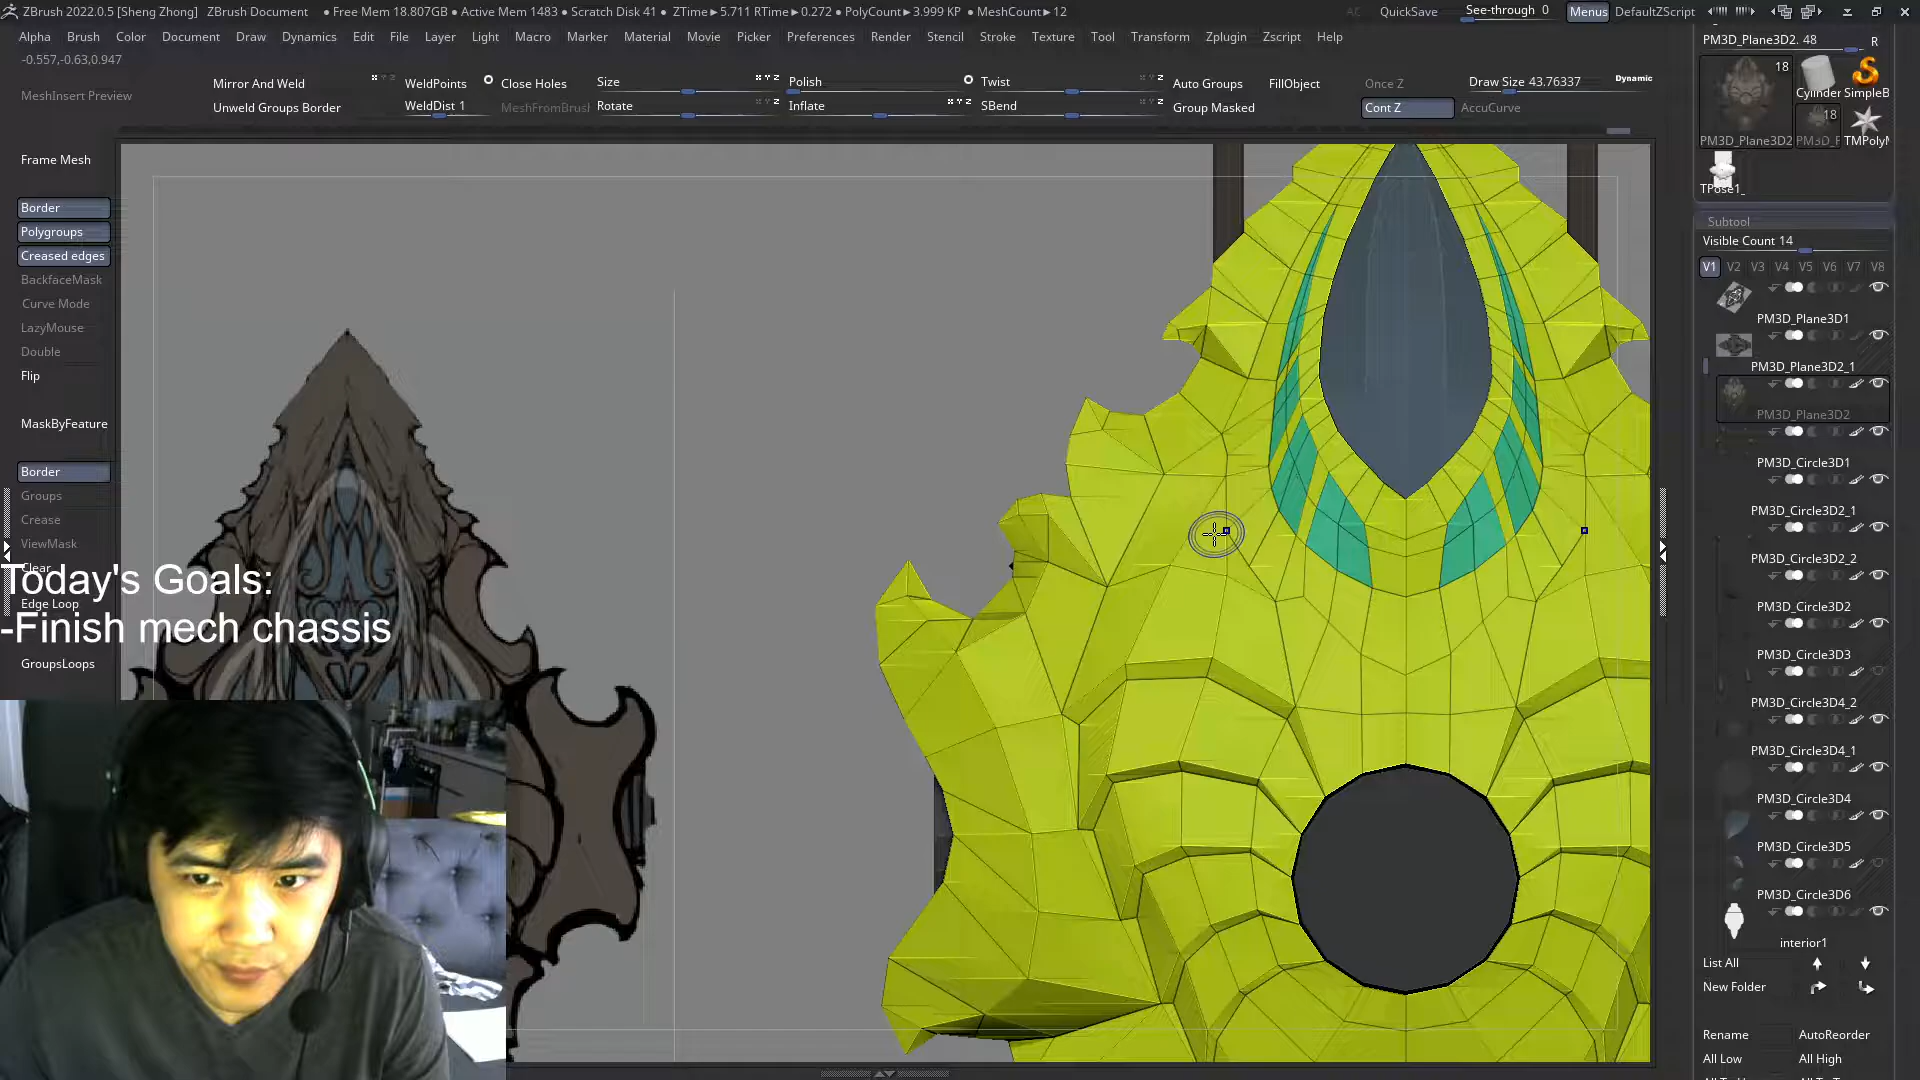 ZBrush 2022.0.5 [Sheng Zhong] ZBrush Document • Free Mem 18.807GB • Active Mem 1483 • Scratch Disk 41 • ZTime►5.711 RTime►0.272 • PolyCount►3.999 KP • MeshCount►12
AC QuickSave See-through 0 Menus DefaultZScript
Alpha Brush Color Document Draw Dynamics Edit File Layer Light Macro Marker Material Movie Picker Preferences Render Stencil Stroke Texture Tool Transform Zplugin Zscript Help
-0.557,-0.63,0.947
MeshInsert Preview
Mirror And Weld WeldPoints Close Holes Size Polish Twist Auto Groups FillObject Once Z Draw Size 43.76337 Dynamic
Unweld Groups Border WeldDist 1 MeshFromBrush Rotate Inflate SBend Group Masked Cont Z AccuCurve
Frame Mesh
Border
Polygroups
Creased edges
BackfaceMask
Curve Mode
LazyMouse
Double
Flip
MaskByFeature
Border
Groups
Crease
ViewMask
Clear
Edge Loop
GroupsLoops
Today's Goals:
-Finish mech chassis
PM3D_Plane3D2. 48 R
18
Cylinder SimpleB
18
PM3D_Plane3D2 PM3D_F TMPolyM
TPose1_
Subtool
Visible Count 14
V1 V2 V3 V4 V5 V6 V7 V8
PM3D_Plane3D1
PM3D_Plane3D2_1
PM3D_Plane3D2
PM3D_Circle3D1
PM3D_Circle3D2_1
PM3D_Circle3D2_2
PM3D_Circle3D2
PM3D_Circle3D3
PM3D_Circle3D4_2
PM3D_Circle3D4_1
PM3D_Circle3D4
PM3D_Circle3D5
PM3D_Circle3D6
interior1
List All
New Folder
Rename AutoReorder
All Low All High